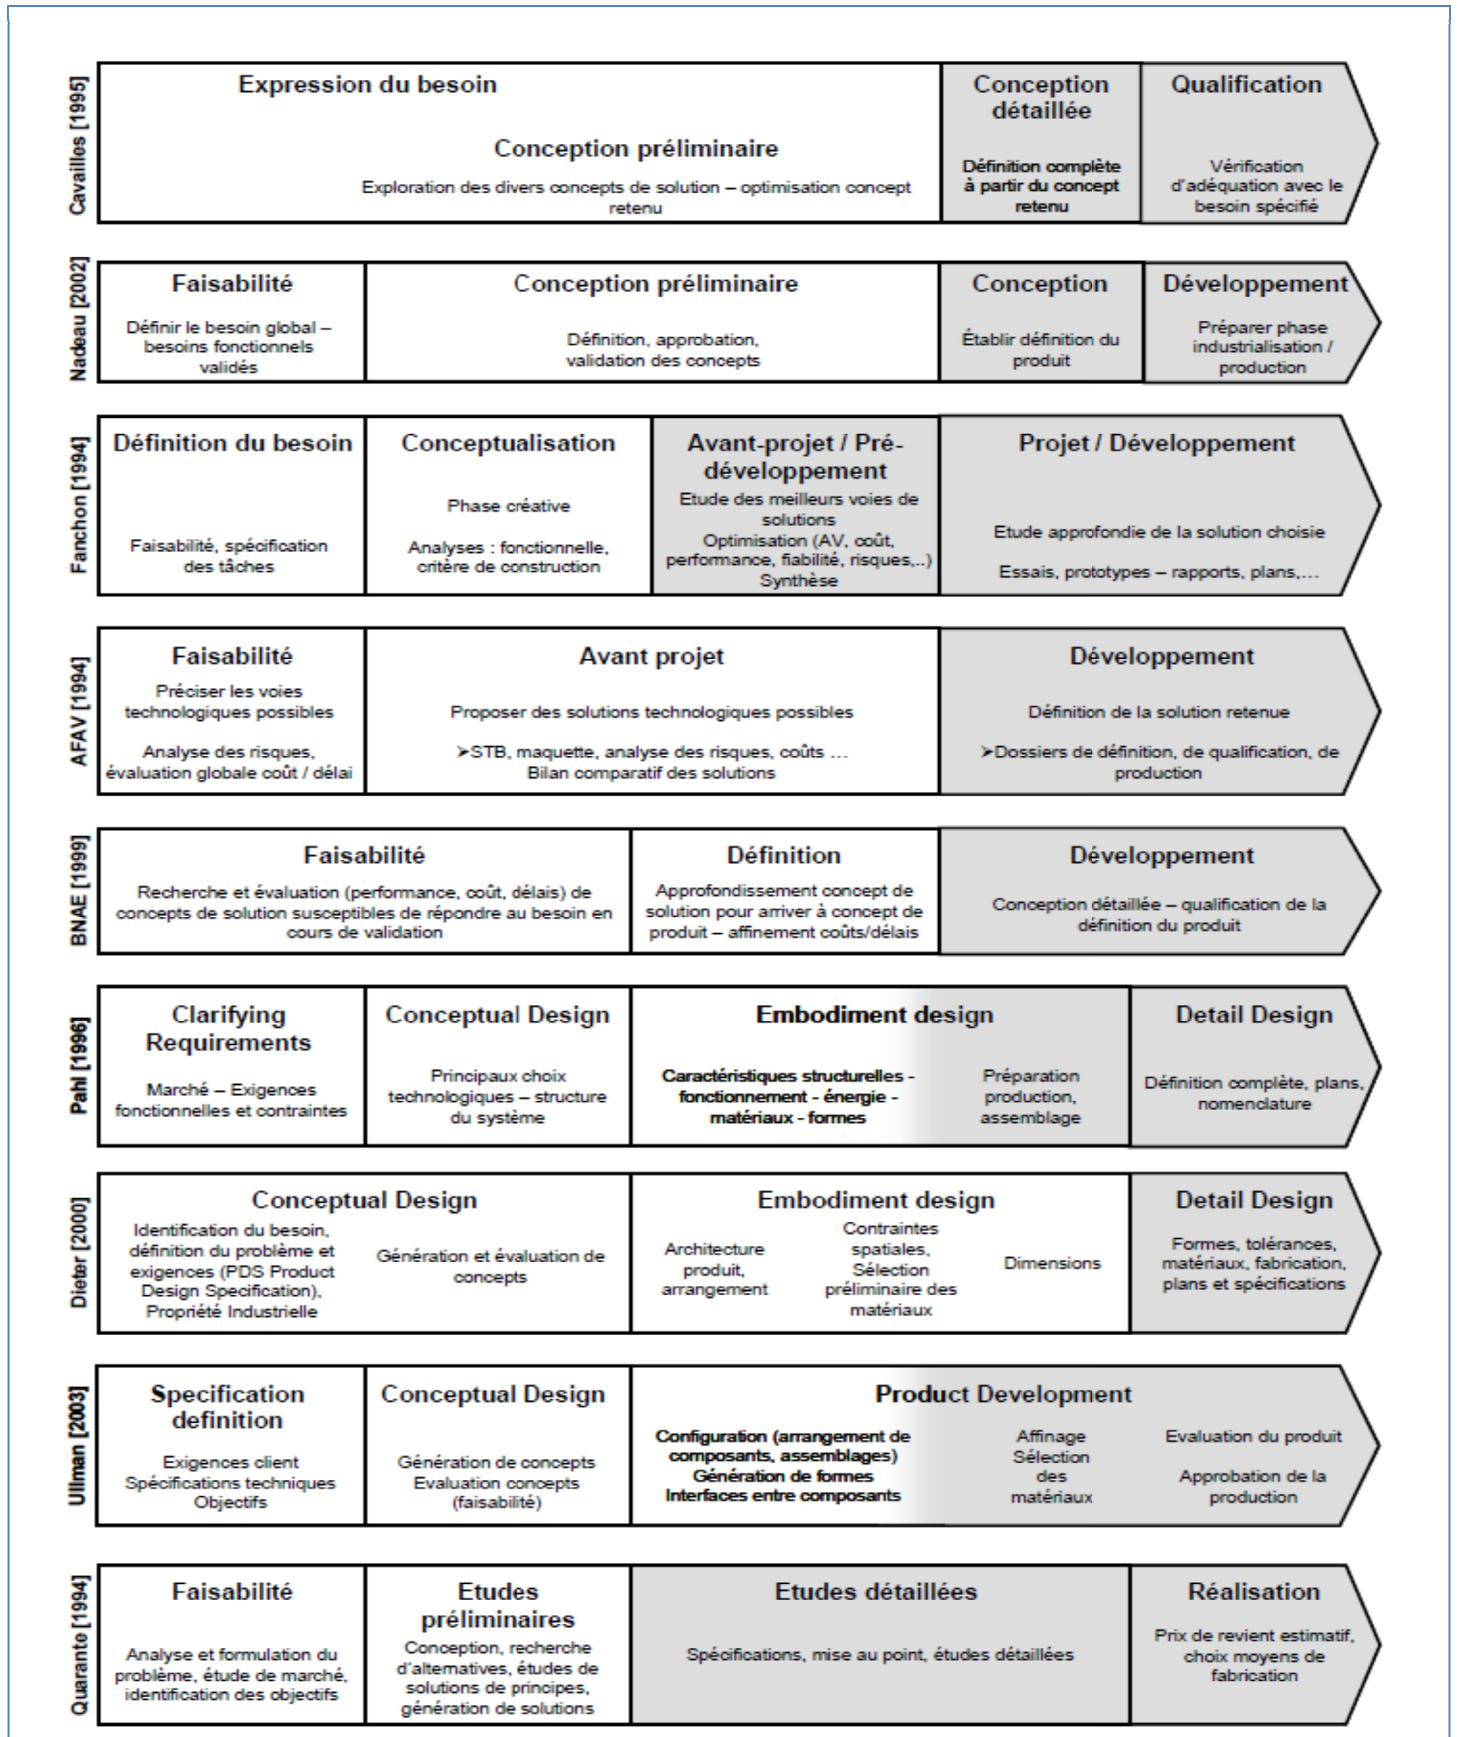 Cavailles [1995]
Expression du besoin
Conception préliminaire
Exploration des divers concepts de solution – optimisation concept
retenu
Conception
détaillée
Définition complète
à partir du concept
retenu
Qualification
Vérification
d'adéquation avec le
besoin spécifié
Nadeau [2002]
Faisabilité
Définir le besoin global –
besoins fonctionnels
validés
Conception préliminaire
Définition, approbation,
validation des concepts
Conception
Établir définition du
produit
Développement
Préparer phase
industrialisation /
production
Fanchon [1994]
Définition du besoin
Faisabilité, spécification
des tâches
Conceptualisation
Phase créative
Analyses : fonctionnelle,
critère de construction
Avant-projet / Pré-
développement
Etude des meilleurs voies de
solutions
Optimisation (AV, coût,
performance, fiabilité, risques,..)
Synthèse
Projet / Développement
Etude approfondie de la solution choisie
Essais, prototypes – rapports, plans,…
AFAV [1994]
Faisabilité
Préciser les voies
technologiques possibles
Analyse des risques,
évaluation globale coût / délai
Avant projet
Proposer des solutions technologiques possibles
➢STB, maquette, analyse des risques, coûts …
Bilan comparatif des solutions
Développement
Définition de la solution retenue
➢Dossiers de définition, de qualification, de
production
BNAE [1999]
Faisabilité
Recherche et évaluation (performance, coût, délais) de
concepts de solution susceptibles de répondre au besoin en
cours de validation
Définition
Approfondissement concept de
solution pour arriver à concept de
produit – affinement coûts/délais
Développement
Conception détaillée – qualification de la
définition du produit
Pahl [1996]
Clarifying
Requirements
Marché – Exigences
fonctionnelles et contraintes
Conceptual Design
Principaux choix
technologiques – structure
du système
Embodiment design
Caractéristiques structurelles -
fonctionnement - énergie -
matériaux - formes
Préparation
production,
assemblage
Detail Design
Définition complète, plans,
nomenclature
Dieter [2000]
Conceptual Design
Identification du besoin,
définition du problème et
exigences (PDS Product
Design Specification),
Propriété Industrielle
Génération et évaluation de
concepts
Embodiment design
Architecture
produit,
arrangement
Contraintes
spatiales,
Sélection
préliminaire des
matériaux
Dimensions
Detail Design
Formes, tolérances,
matériaux, fabrication,
plans et spécifications
Ullman [2003]
Specification
definition
Exigences client
Spécifications techniques
Objectifs
Conceptual Design
Génération de concepts
Evaluation concepts
(faisabilité)
Product Development
Configuration (arrangement de
composants, assemblages)
Génération de formes
Interfaces entre composants
Affinage
Sélection
des
matériaux
Evaluation du produit
Approbation de la
production
Quarante [1994]
Faisabilité
Analyse et formulation du
problème, étude de marché,
identification des objectifs
Etudes
préliminaires
Conception, recherche
d'alternatives, études de
solutions de principes,
génération de solutions
Etudes détaillées
Spécifications, mise au point, études détaillées
Réalisation
Prix de revient estimatif,
choix moyens de
fabrication